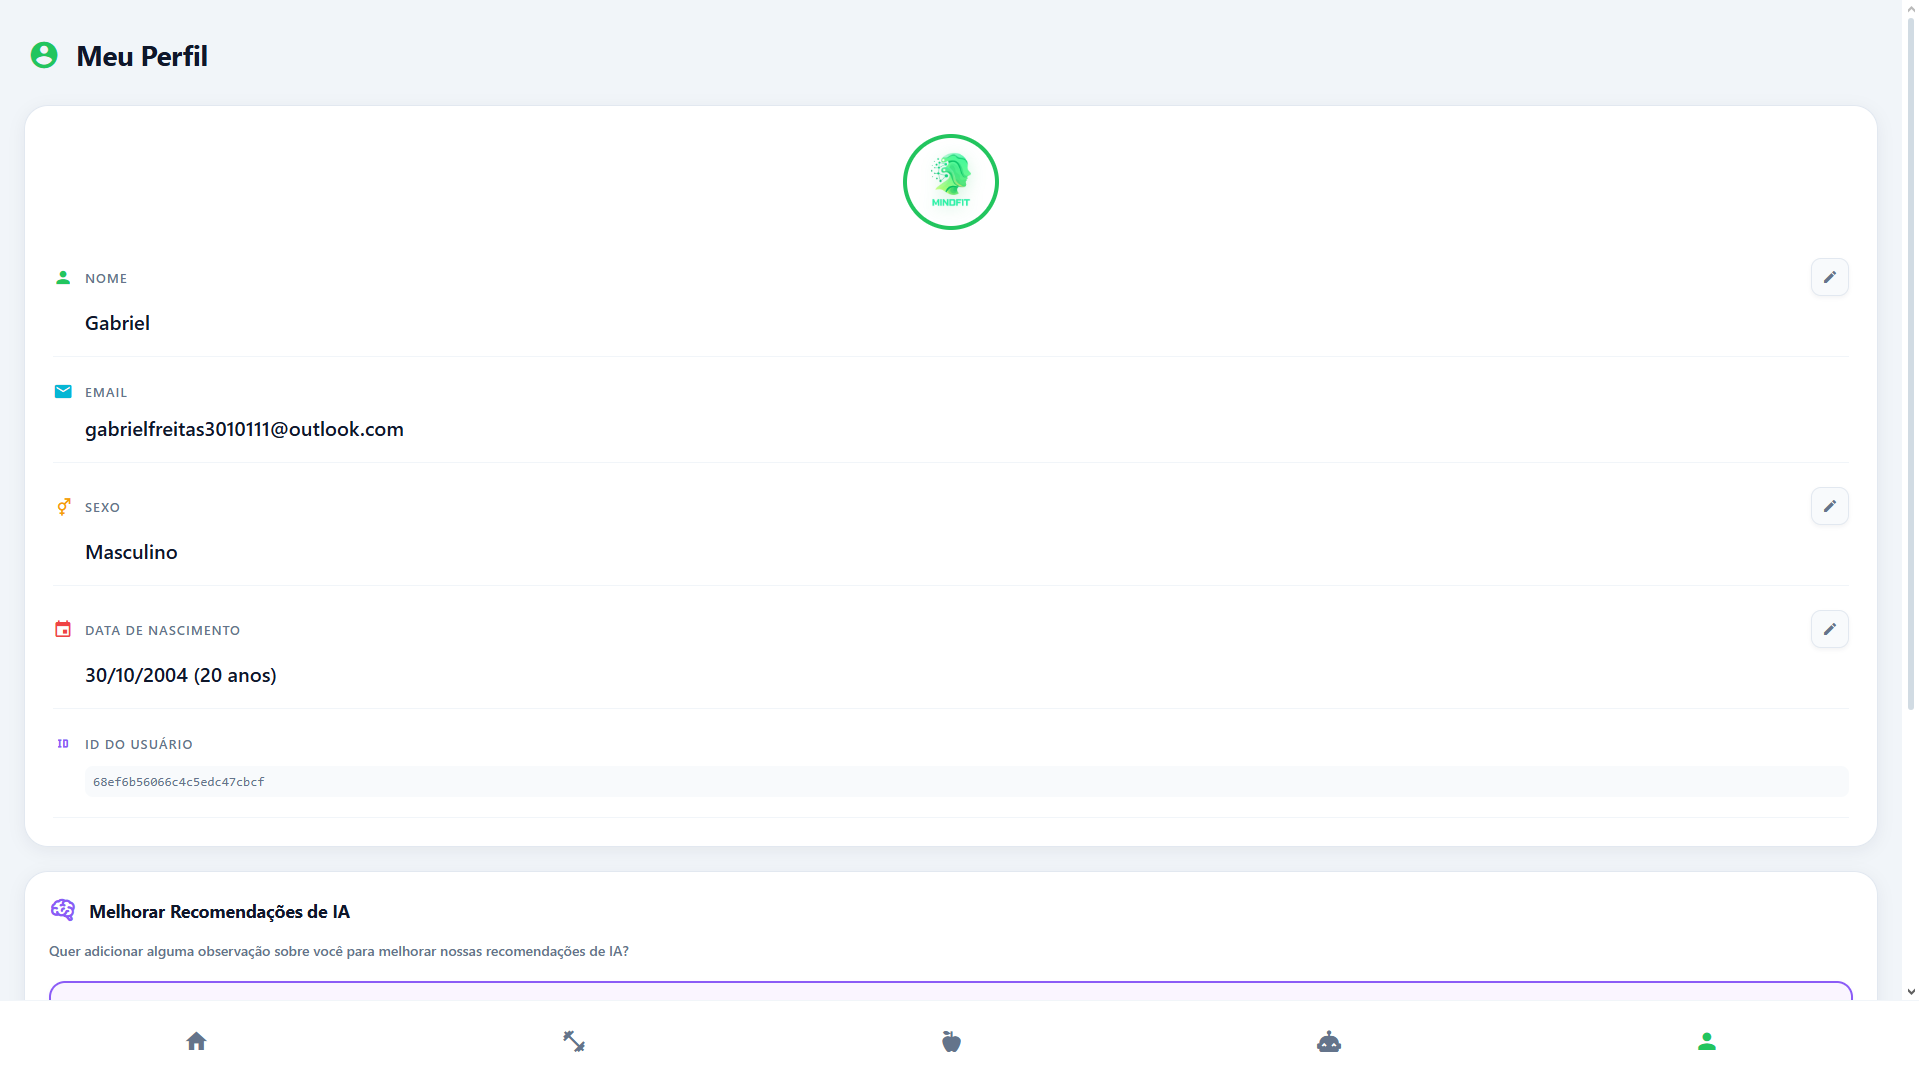 Meu Perfil
MINDFIT
NOME
Gabriel
EMAIL
gabrielfreitas3010111@outlook.com
SEXO
Masculino
DATA DE NASCIMENTO
30/10/2004 (20 anos)
ID ID DO USUÁRIO
68ef6b56066c4c5edc47cbcf
Melhorar Recomendações de IA
Quer adicionar alguma observação sobre você para melhorar nossas recomendações de IA?